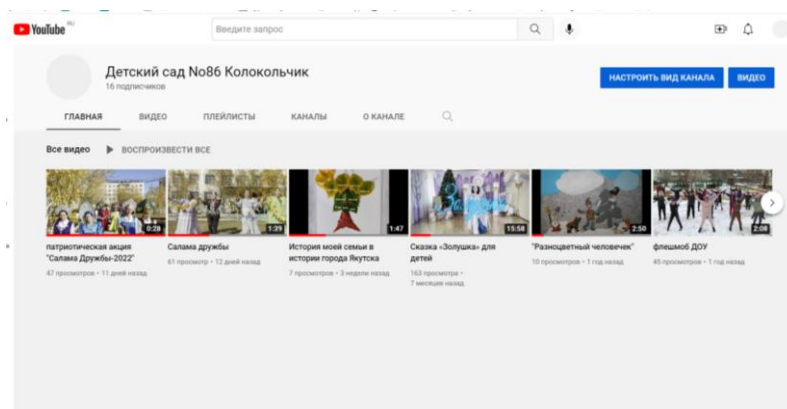 YouTube RU
Введите запрос
Детский сад No86 Колокольчик
16 подписчиков
НАСТРОИТЬ ВИД КАНАЛА
ВИДЕО
ГЛАВНАЯ ВИДЕО ПЛЕЙЛИСТЫ КАНАЛЫ О КАНАЛЕ
Все видео ВОСПРОИЗВЕСТИ ВСЕ
0:28
1:39
1:47
15:58
2:50
2:08
патриотическая акция
"Салама Дружбы-2022"
47 просмотров • 11 дней назад
Салама дружбы
61 просмотр • 12 дней назад
История моей семьи в
истории города Якутска
7 просмотров • 3 недели назад
Сказка «Золушка» для
детей
163 просмотра •
7 месяцев назад
"Разноцветный человечек"
10 просмотров • 1 год назад
флешмоб ДОУ
45 просмотров • 1 год назад